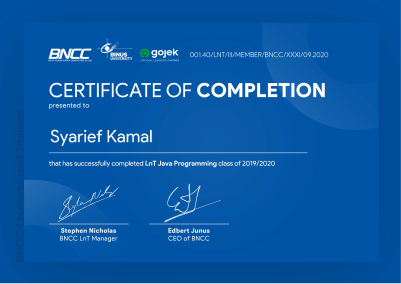 BNCC
BINUS UNIVERSITY
gojek
001.40/LNT/III/MEMBER/BNCC/XXXI/09.2020
CERTIFICATE OF COMPLETION
presented to
Syarief Kamal
that has successfully completed LnT Java Programming class of 2019/2020
Stephen Nicholas
BNCC LnT Manager
Edbert Junus
CEO of BNCC
BNCC Learning and Training